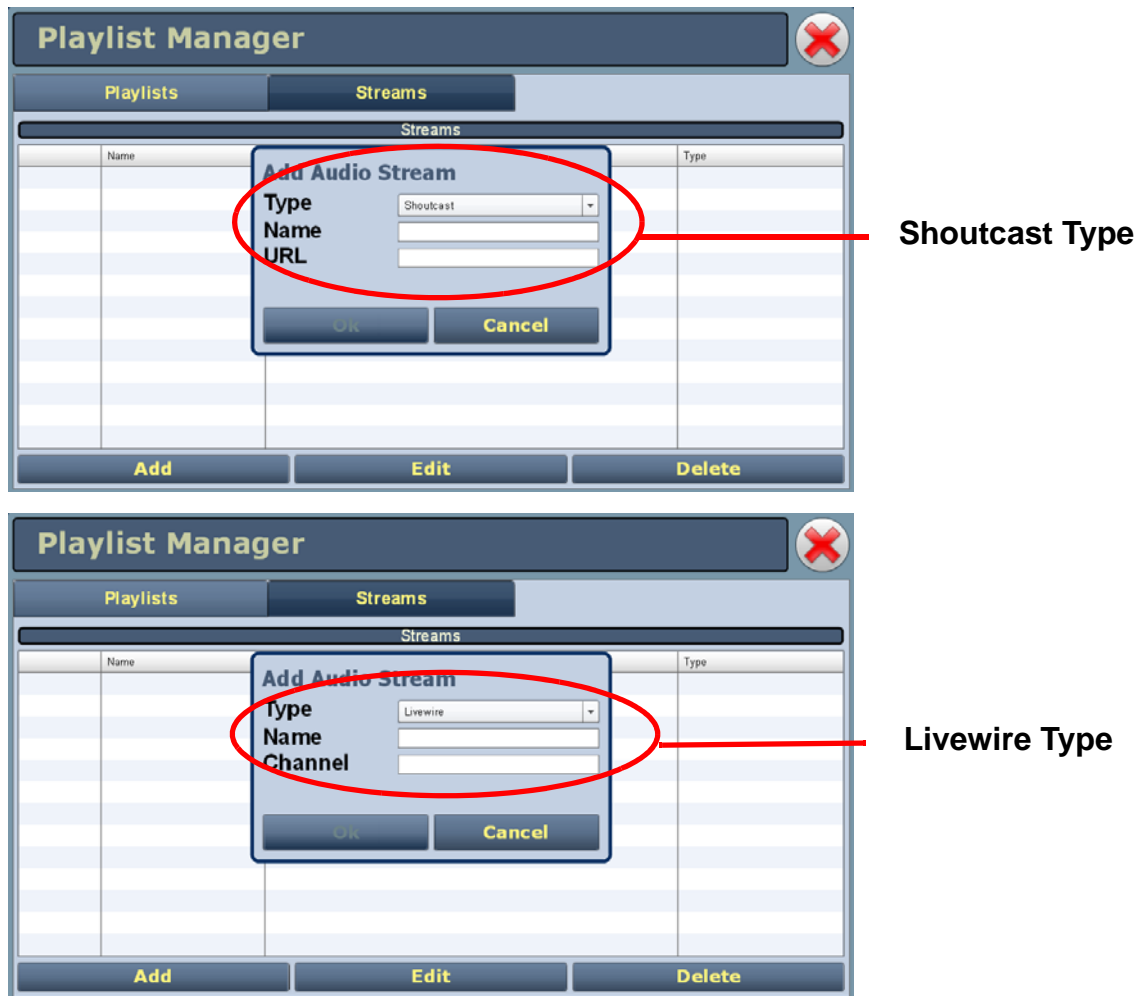 Playlist Manager
Playlists Streams
Streams
Name Type
Add Audio Stream
Type Shoutcast
Name
URL
Ok Cancel
Add Edit Delete
Shoutcast Type
Playlist Manager
Playlists Streams
Streams
Name Type
Add Audio Stream
Type Livewire
Name
Channel
Ok Cancel
Add Edit Delete
Livewire Type